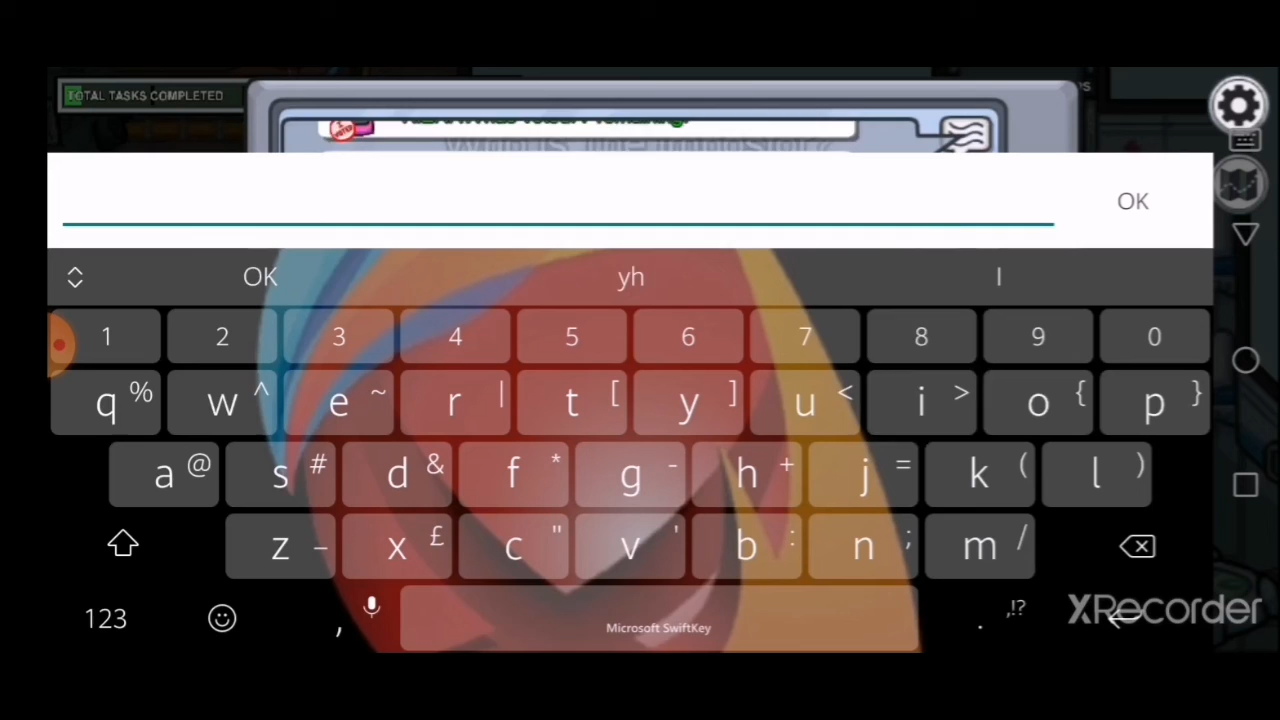 TOTAL TASKS COMPLETED
OK
OK yh I
1 2 3 4 5 6 7 8 9 0
q % w ^ e ~ r | t [ y ] u < i > o { p }
a @ s # d & f * g - h + j = k ( l )
z _ x £ c " v ' b : n ; m /
123 , Microsoft SwiftKey . ,!?
XRecorder